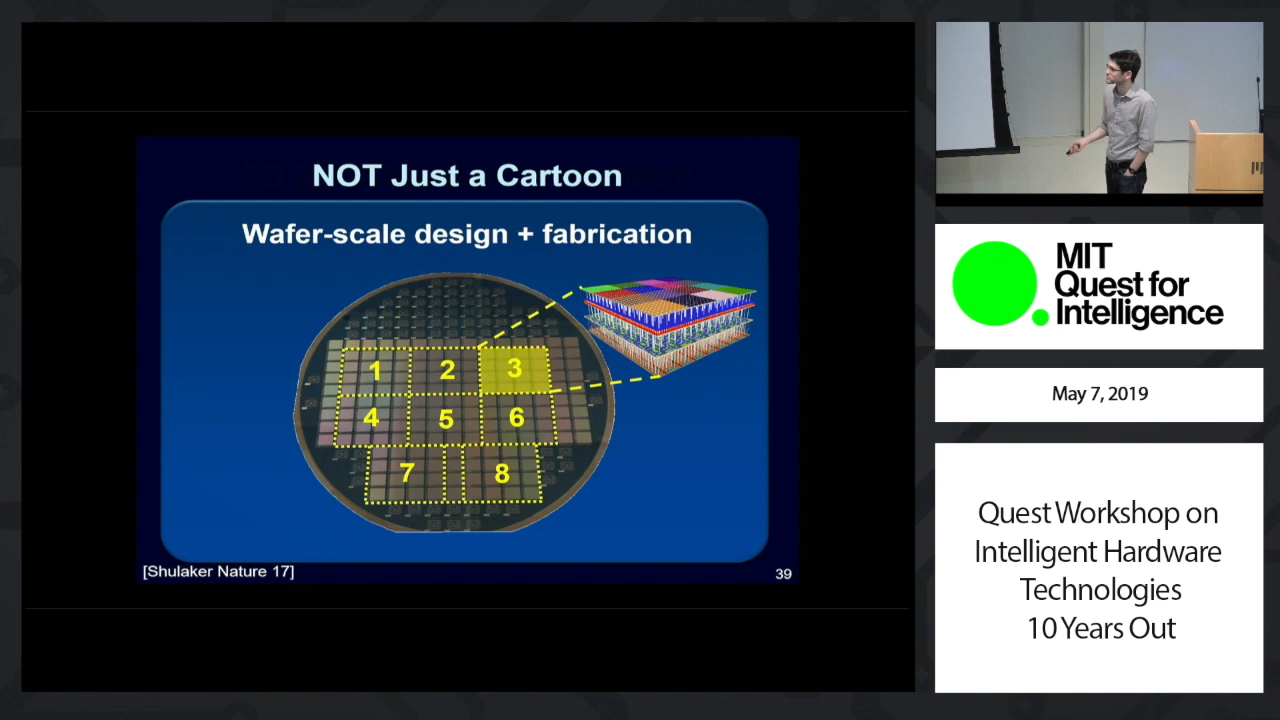 NOT Just a Cartoon
Wafer-scale design + fabrication
1
2
3
4
5
6
7
8
[Shulaker Nature 17]
39
MIT
Quest for
Intelligence
May 7, 2019
Quest Workshop on
Intelligent Hardware
Technologies
10 Years Out